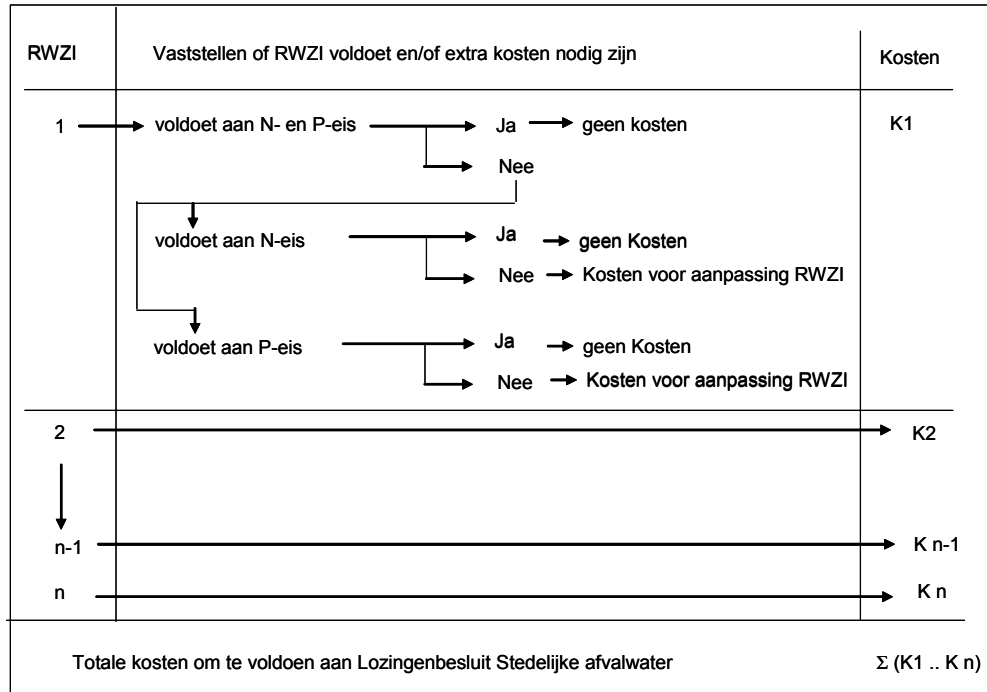 RWZI Vaststellen of RWZI voldoet en/of extra kosten nodig zijn Kosten
1 voldoet aan N- en P-eis Ja geen kosten K1
Nee
voldoet aan N-eis Ja geen Kosten
Nee Kosten voor aanpassing RWZI
voldoet aan P-eis Ja geen Kosten
Nee Kosten voor aanpassing RWZI
2 K2
n-1 K n-1
n K n
Totale kosten om te voldoen aan Lozingenbesluit Stedelijke afvalwater Σ (K1 .. K n)